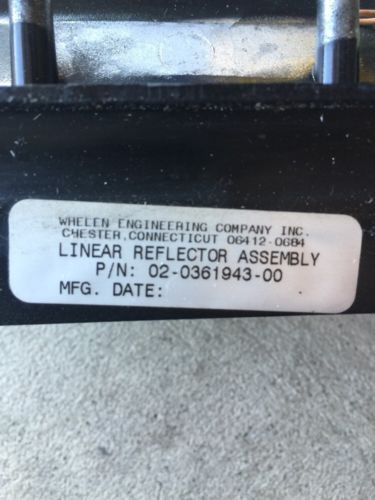 WHELEN ENGINEERING COMPANY INC.
CHESTER,CONNECTICUT 06412-0684
LINEAR REFLECTOR ASSEMBLY
P/N: 02-0361943-00
MFG. DATE: